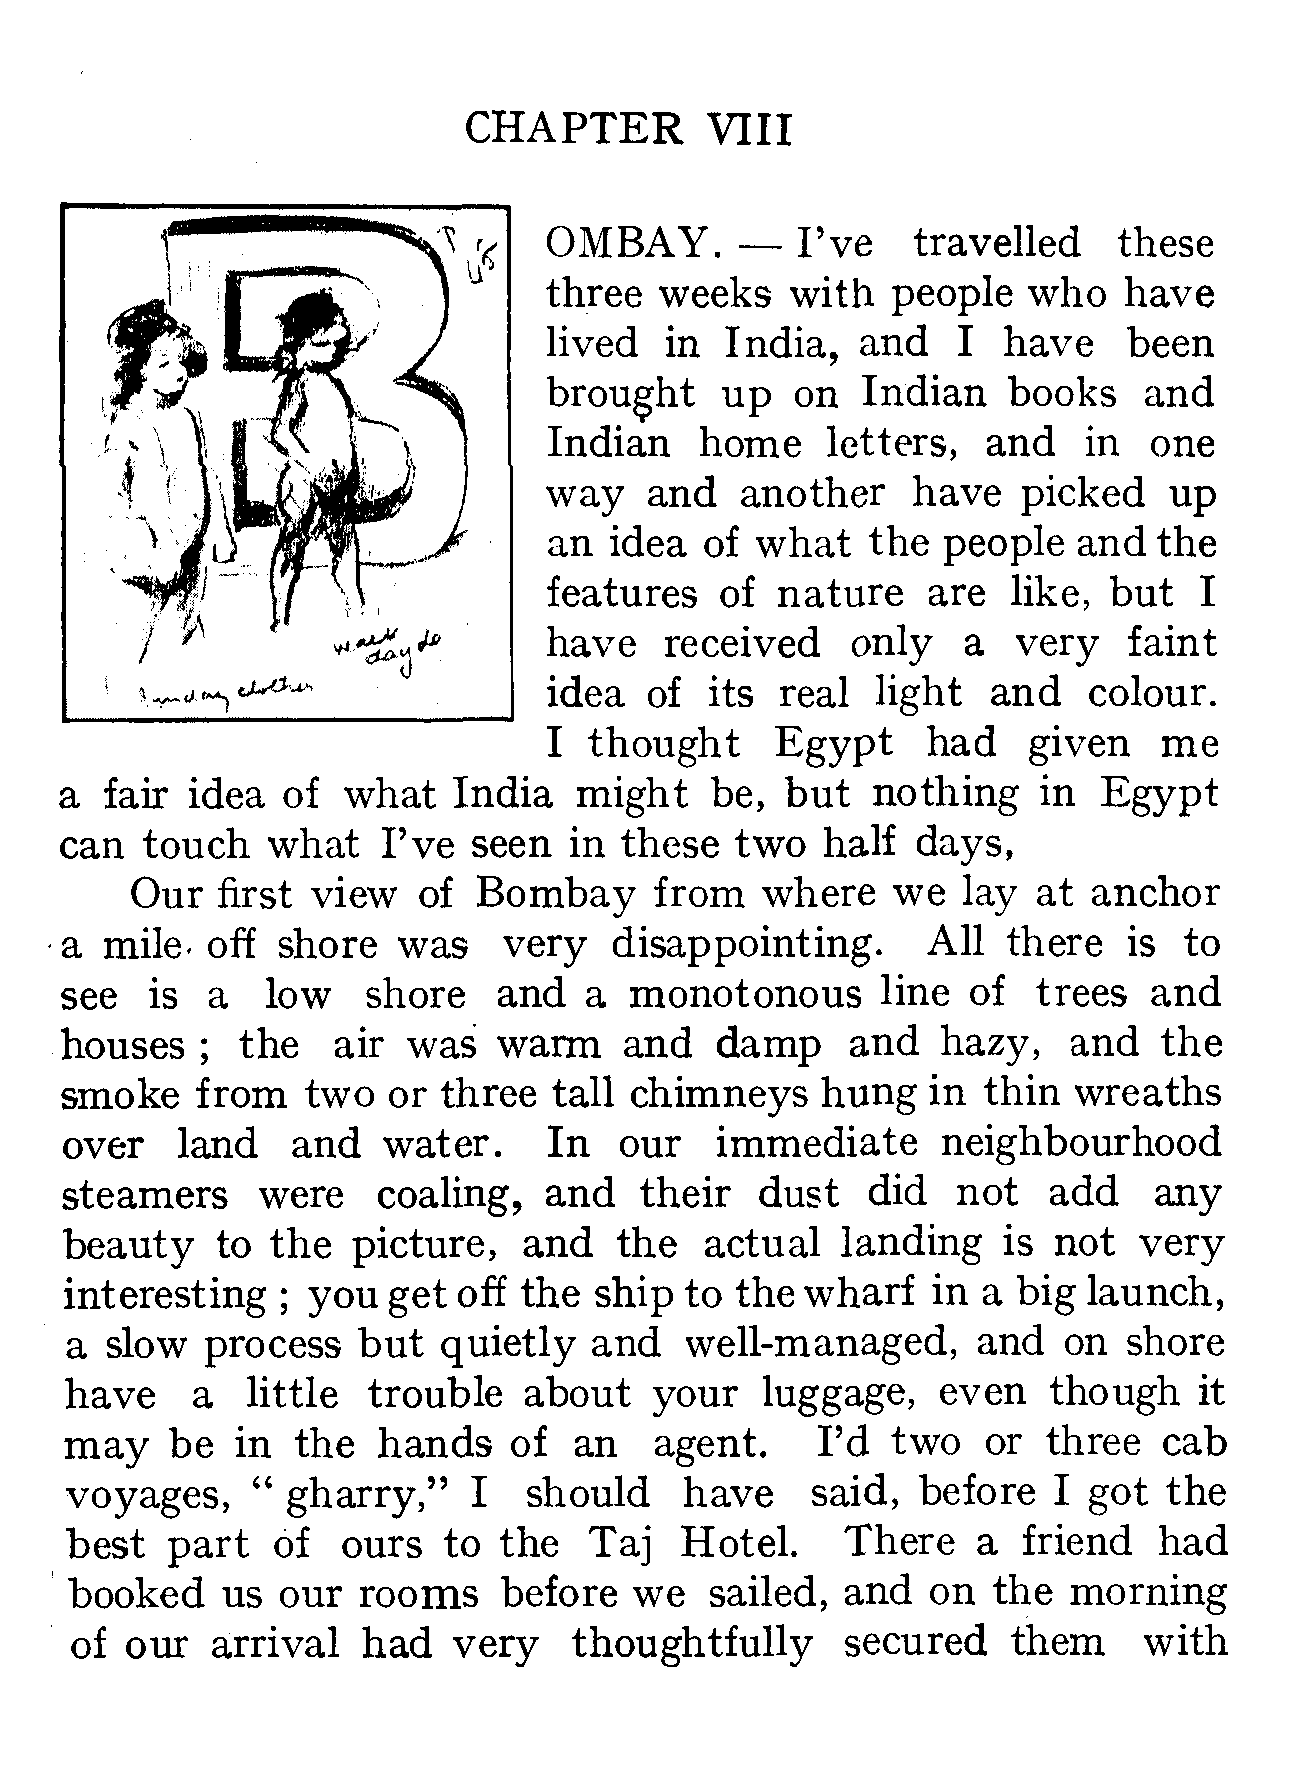 CHAPTER VIII
B
OMBAY. — I've travelled these
three weeks with people who have
lived in India, and I have been
brought up on Indian books and
Indian home letters, and in one
way and another have picked up
an idea of what the people and the
features of nature are like, but I
have received only a very faint
idea of its real light and colour.
I thought Egypt had given me
week
day do
Sunday clothes
a fair idea of what India might be, but nothing in Egypt
can touch what I've seen in these two half days,
Our first view of Bombay from where we lay at anchor
a mile off shore was very disappointing. All there is to
see is a low shore and a monotonous line of trees and
houses ; the air was warm and damp and hazy, and the
smoke from two or three tall chimneys hung in thin wreaths
over land and water. In our immediate neighbourhood
steamers were coaling, and their dust did not add any
beauty to the picture, and the actual landing is not very
interesting ; you get off the ship to the wharf in a big launch,
a slow process but quietly and well-managed, and on shore
have a little trouble about your luggage, even though it
may be in the hands of an agent. I'd two or three cab
voyages, “ gharry,” I should have said, before I got the
best part of ours to the Taj Hotel. There a friend had
booked us our rooms before we sailed, and on the morning
of our arrival had very thoughtfully secured them with